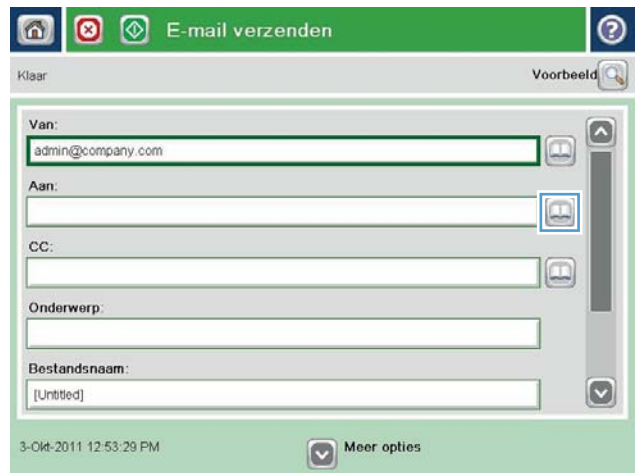 E-mail verzenden
Klaar
Voorbeeld
Van:
admin@company.com
Aan:
CC:
Onderwerp:
Bestandsnaam:
[Untitled]
3-Okt-2011 12:53:29 PM
Meer opties